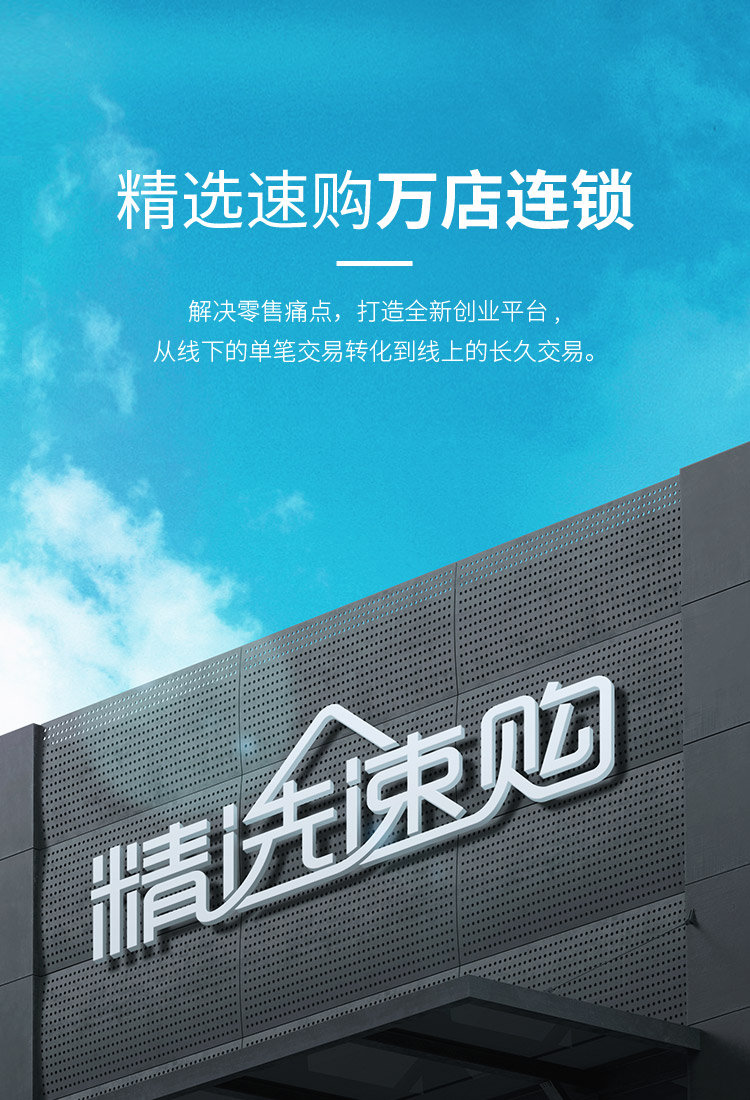 精选速购万店连锁
解决零售痛点，打造全新创业平台，
从线下的单笔交易转化到线上的长久交易。
精选速购